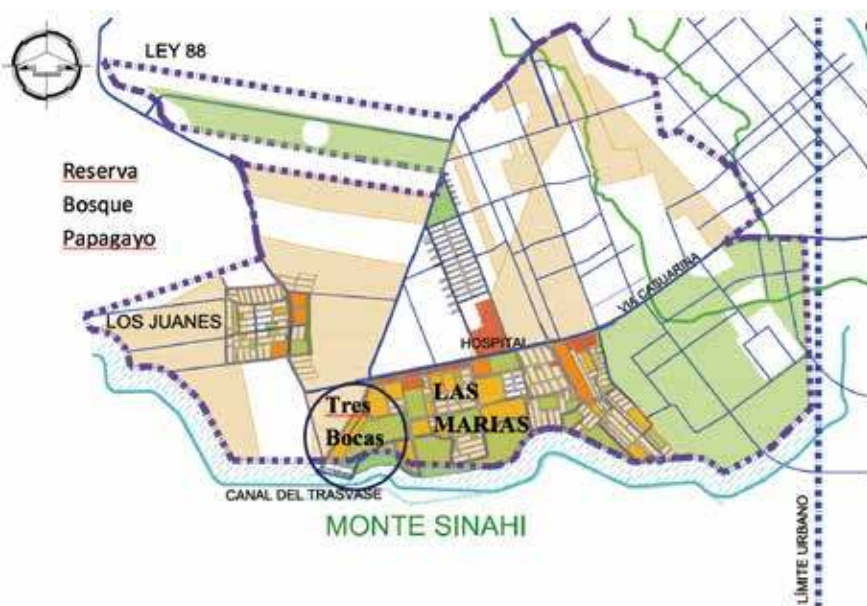 LEY 88
Reserva
Bosque
Papagayo
VIA CASUARINA
LOS JUANES
HOSPITAL
Tres
Bocas
LAS
MARIAS
CANAL DEL TRASVASE
MONTE SINAHI
LÍMITE URBANO